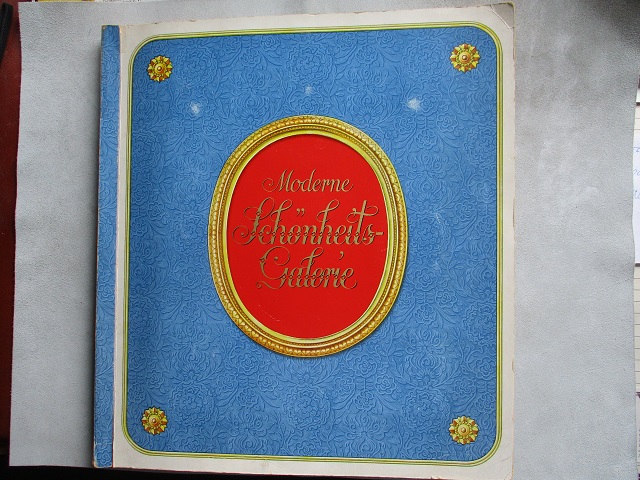 Moderne
Schönheits-
Galerie